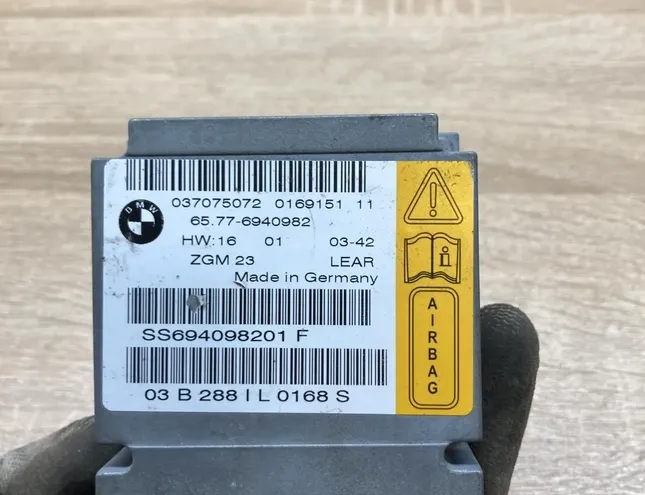 BMW
037075072 0169151 11
65.77-6940982
HW:16 01 03-42
ZGM 23 LEAR
Made in Germany
SS694098201 F
03 B 288 I L 0168 S
i
AIRBAG